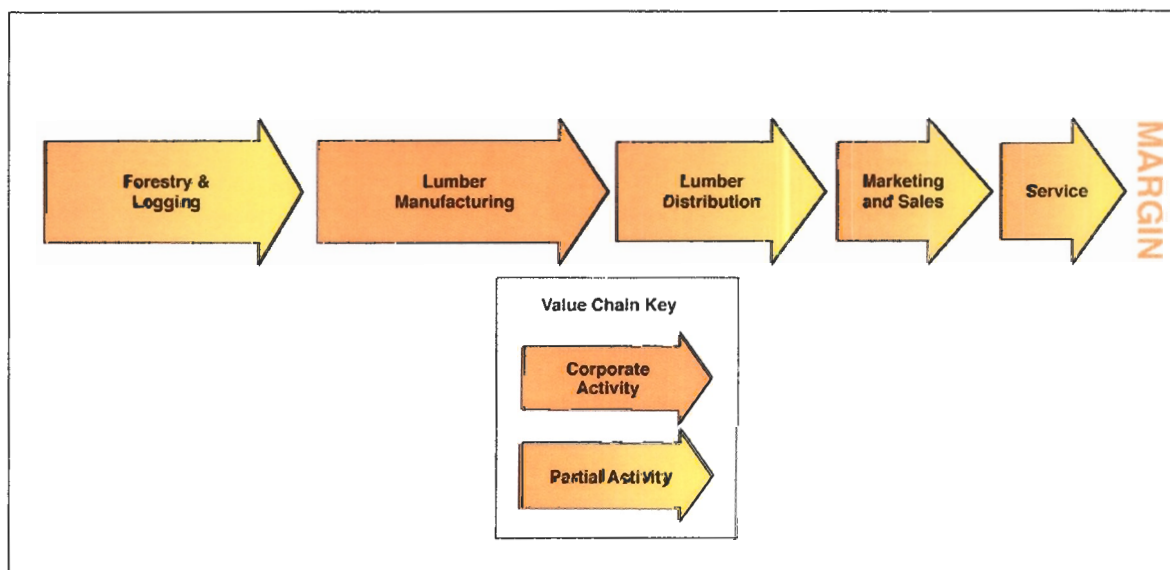 Forestry &
Logging
Lumber
Manufacturing
Lumber
Distribution
Marketing
and Sales
Service
MARGIN
Value Chain Key
Corporate
Activity
Partial Activity